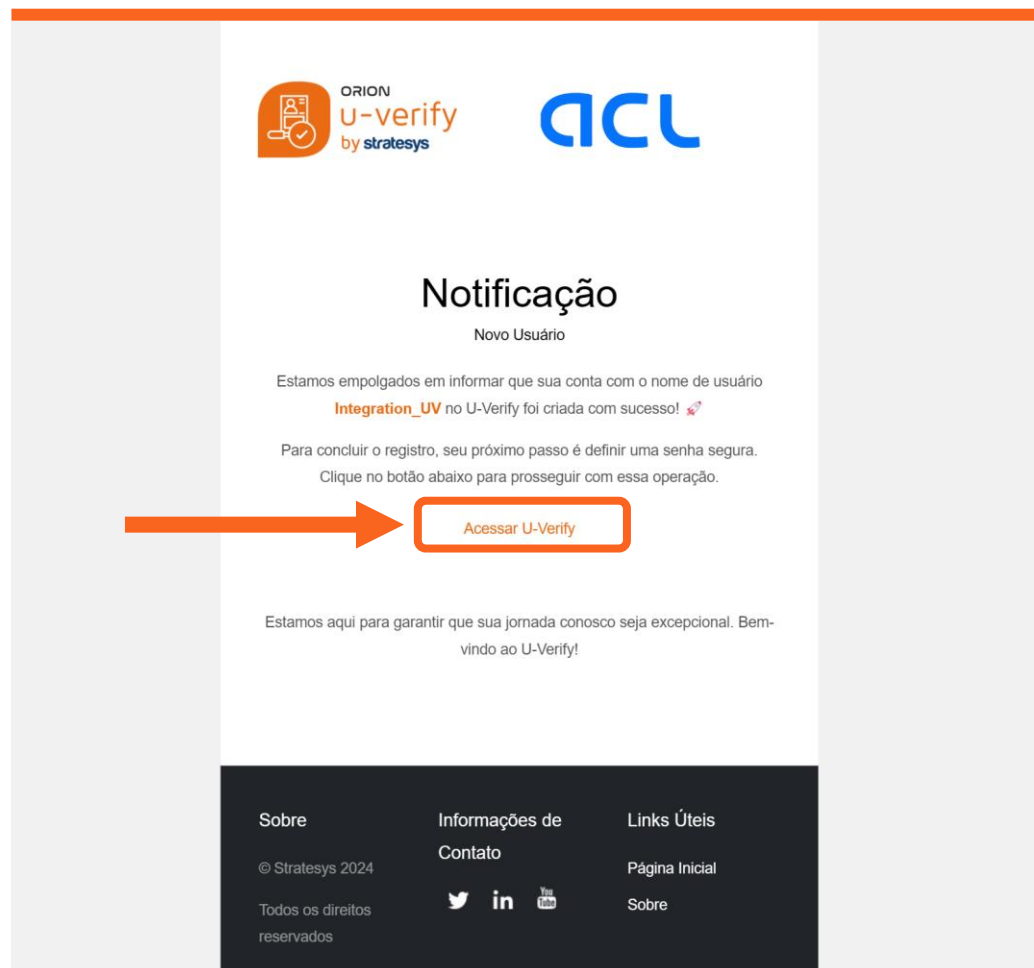 ORION
u-verify
by stratesys
acl
Notificação
Novo Usuário
Estamos empolgados em informar que sua conta com o nome de usuário
Integration_UV no U-Verify foi criada com sucesso! 🚀
Para concluir o registro, seu próximo passo é definir uma senha segura.
Clique no botão abaixo para prosseguir com essa operação.
Acessar U-Verify
Estamos aqui para garantir que sua jornada conosco seja excepcional. Bem-
vindo ao U-Verify!
Sobre
© Stratesys 2024
Todos os direitos
reservados
Informações de
Contato
in
You
Tube
Links Úteis
Página Inicial
Sobre